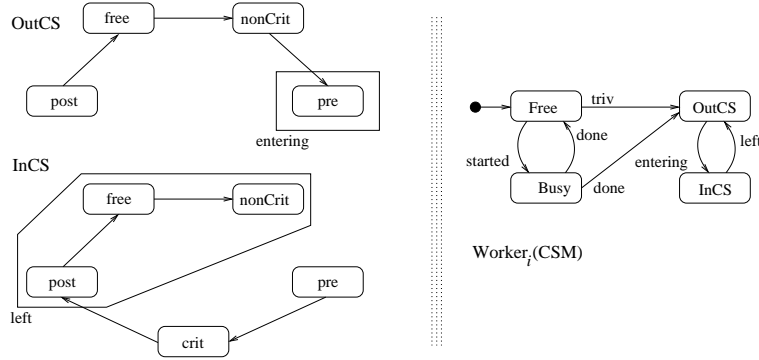 OutCS
free
nonCrit
post
pre
entering
InCS
free
nonCrit
post
pre
left
crit
Free
triv
OutCS
done
started
entering
left
Busy
done
InCS
Worker_i(CSM)